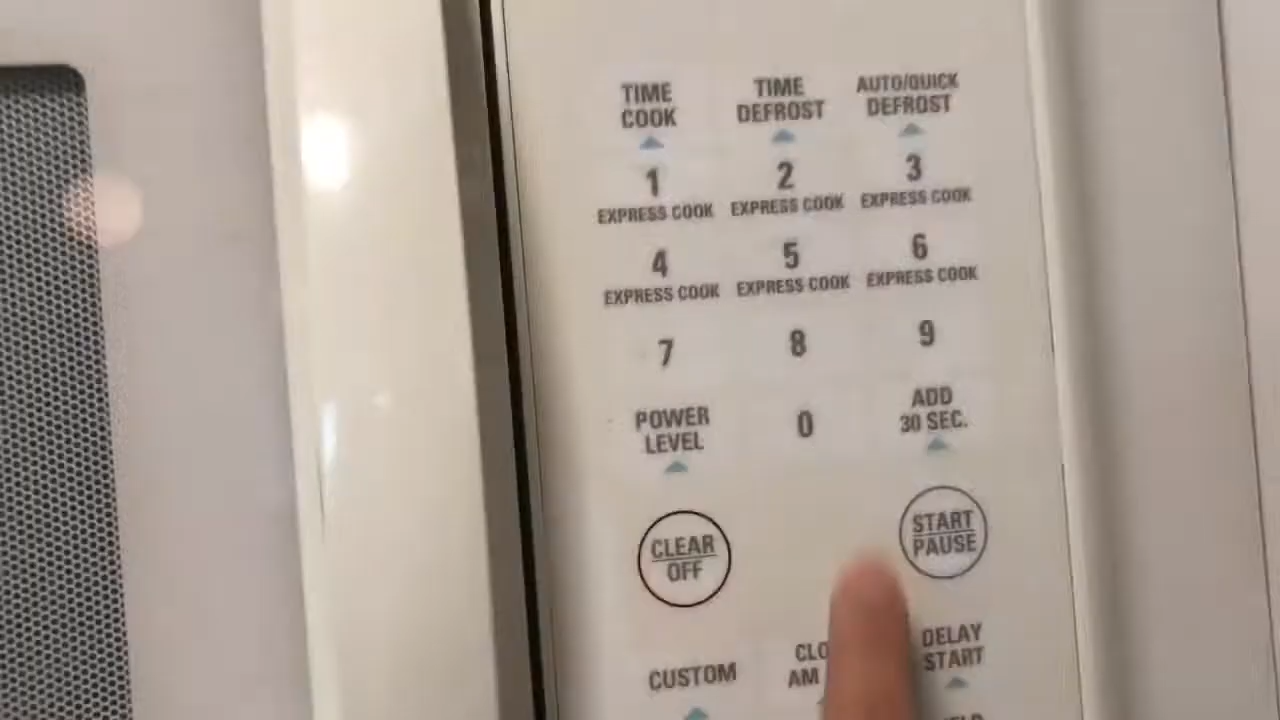 TIME
COOK
TIME
DEFROST
AUTO/QUICK
DEFROST
1
EXPRESS COOK
2
EXPRESS COOK
3
EXPRESS COOK
4
EXPRESS COOK
5
EXPRESS COOK
6
EXPRESS COOK
7
8
9
POWER
LEVEL
0
ADD
30 SEC.
CLEAR
OFF
START
PAUSE
CUSTOM
AM
DELAY
START